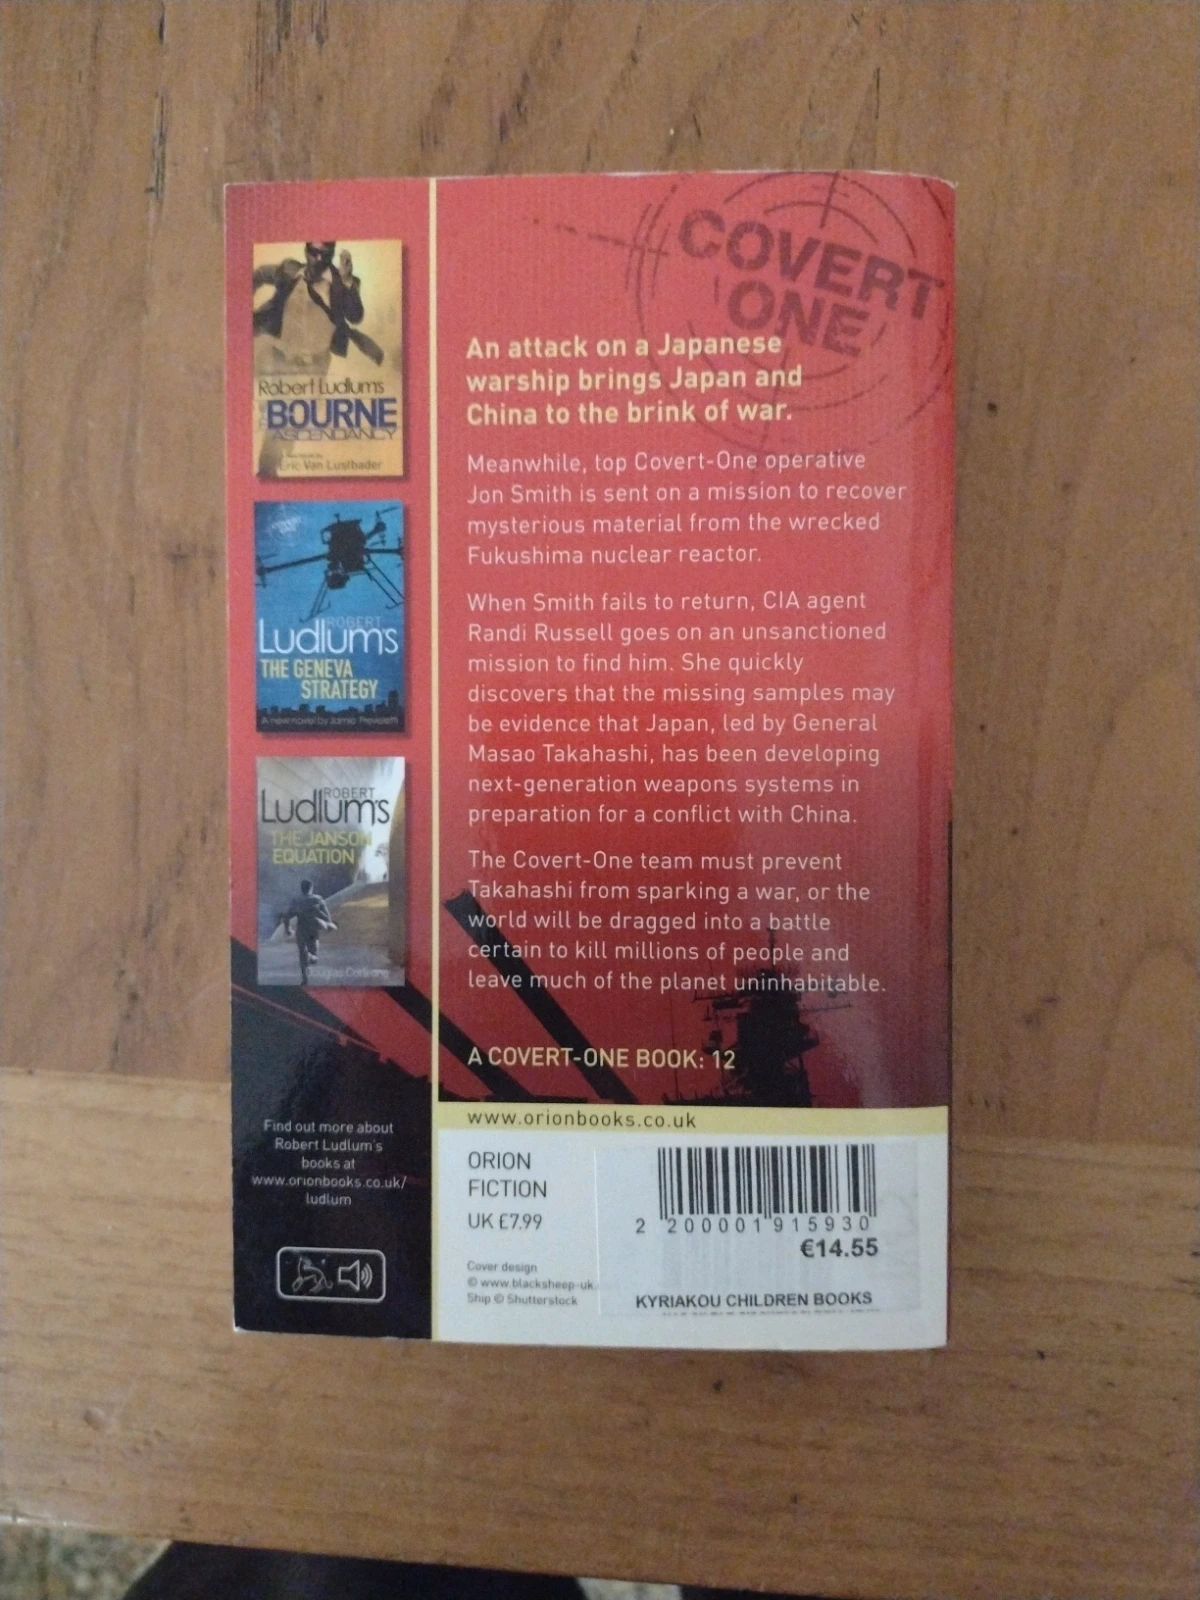 COVERT
ONE
An attack on a Japanese
warship brings Japan and
China to the brink of war.
Meanwhile, top Covert-One operative
Jon Smith is sent on a mission to recover
mysterious material from the wrecked
Fukushima nuclear reactor.
When Smith fails to return, CIA agent
Randi Russell goes on an unsanctioned
mission to find him. She quickly
discovers that the missing samples may
be evidence that Japan, led by General
Masao Takahashi, has been developing
next-generation weapons systems in
preparation for a conflict with China.
The Covert-One team must prevent
Takahashi from sparking a war, or the
world will be dragged into a battle
certain to kill millions of people and
leave much of the planet uninhabitable.
A COVERT-ONE BOOK: 12
www.orionbooks.co.uk
ORION
FICTION
UK £7.99
Cover design
© www.blacksheep-uk.
Ship © Shutterstock
2 200001 915930
€14.55
KYRIAKOU CHILDREN BOOKS
Robert Ludlum's
BOURNE
ASCENDANCY
Eric Van Lustbader
ROBERT
Ludlum's
THE GENEVA
STRATEGY
A new novel by Jamie Freveletti
ROBERT
Ludlum's
THE JANSON
EQUATION
Douglas Corleone
Find out more about
Robert Ludlum's
books at
www.orionbooks.co.uk/
ludlum